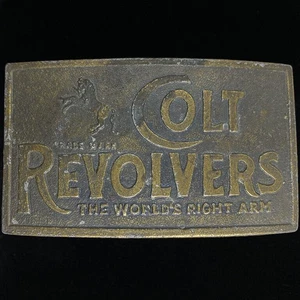 COLT
TRADE MARK
REVOLVERS
THE WORLD'S RIGHT ARM